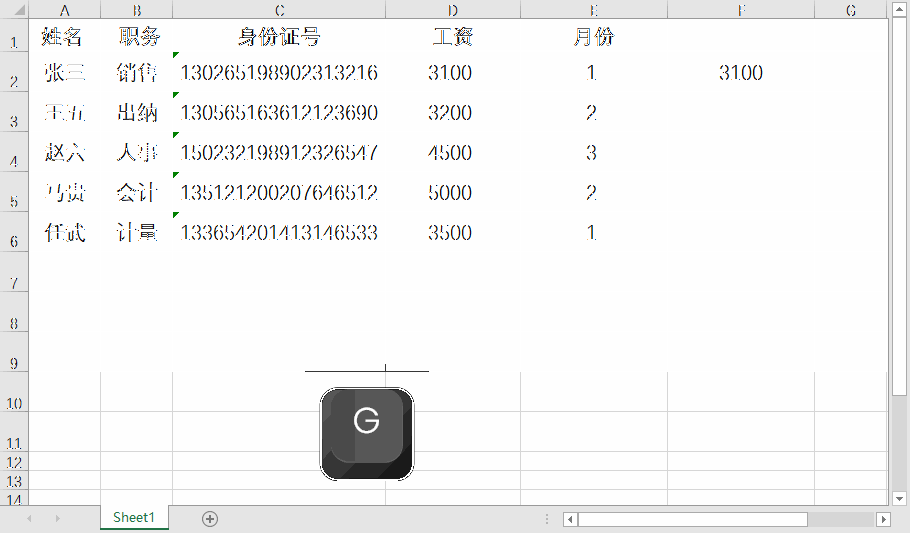 A B C D E F G
1 姓名 职务 身份证号 工资 月份
2 张三 销售 130265198902313216 3100 1 3100
3 王五 出纳 130565163612123690 3200 2
4 赵六 人事 150232198912326547 4500 3
5 马贵 会计 135121200207646512 5000 2
6 任武 计量 133654201413146533 3500 1
7
8
9
10
G
11
12
13
14
Sheet1